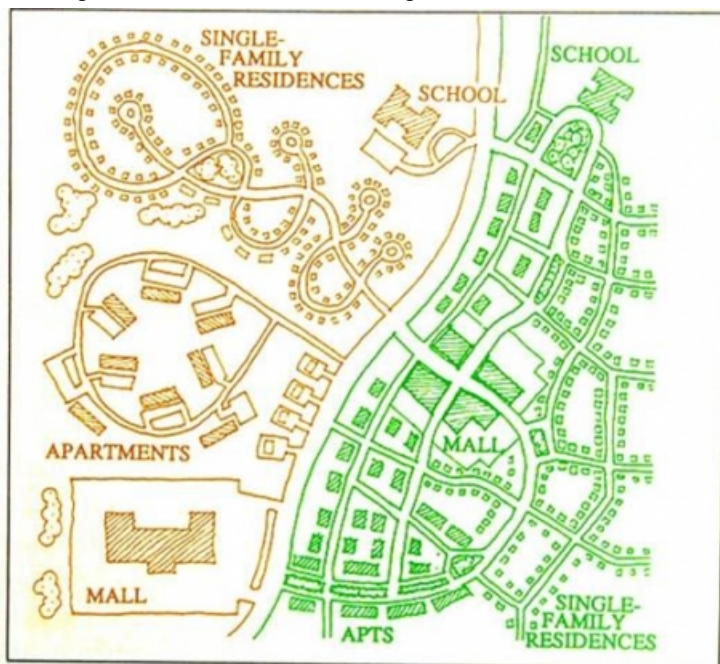 SINGLE-
FAMILY
RESIDENCES
SCHOOL
SCHOOL
APARTMENTS
MALL
MALL
APTS
SINGLE-
FAMILY
RESIDENCES